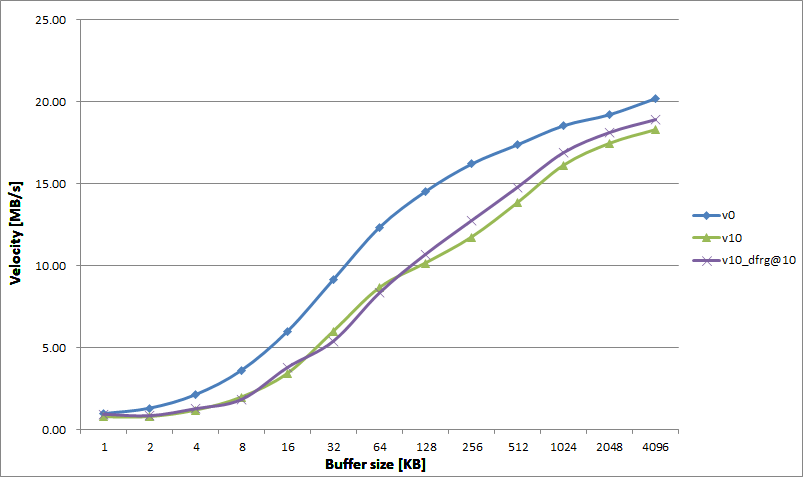 25.00
20.00
15.00
10.00
5.00
0.00
Velocity [MB/s]
1 2 4 8 16 32 64 128 256 512 1024 2048 4096
Buffer size [KB]
v0
v10
v10_dfrg@10